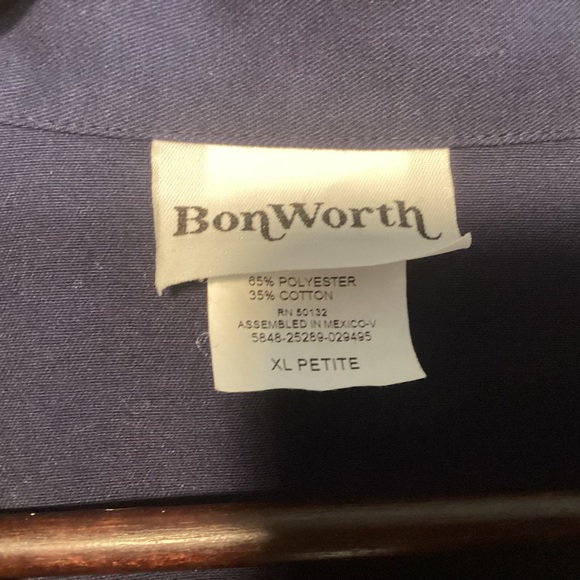 BonWorth
65% POLYESTER
35% COTTON
RN 50132
ASSEMBLED IN MEXICO-V
5848-25289-029495
XL PETITE